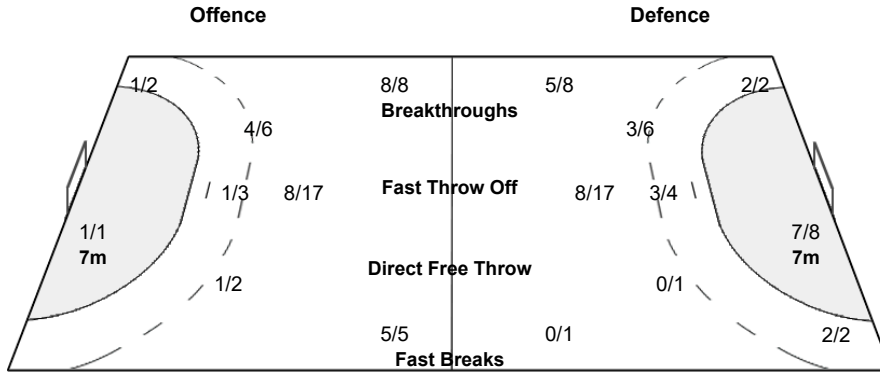 Offence Defence
1/2 8/8 5/8 2/2
Breakthroughs
4/6 3/6
Fast Throw Off
1/3 8/17 8/17 3/4
1/1 7/8
7m 7m
Direct Free Throw
1/2 0/1
5/5 0/1 2/2
Fast Breaks